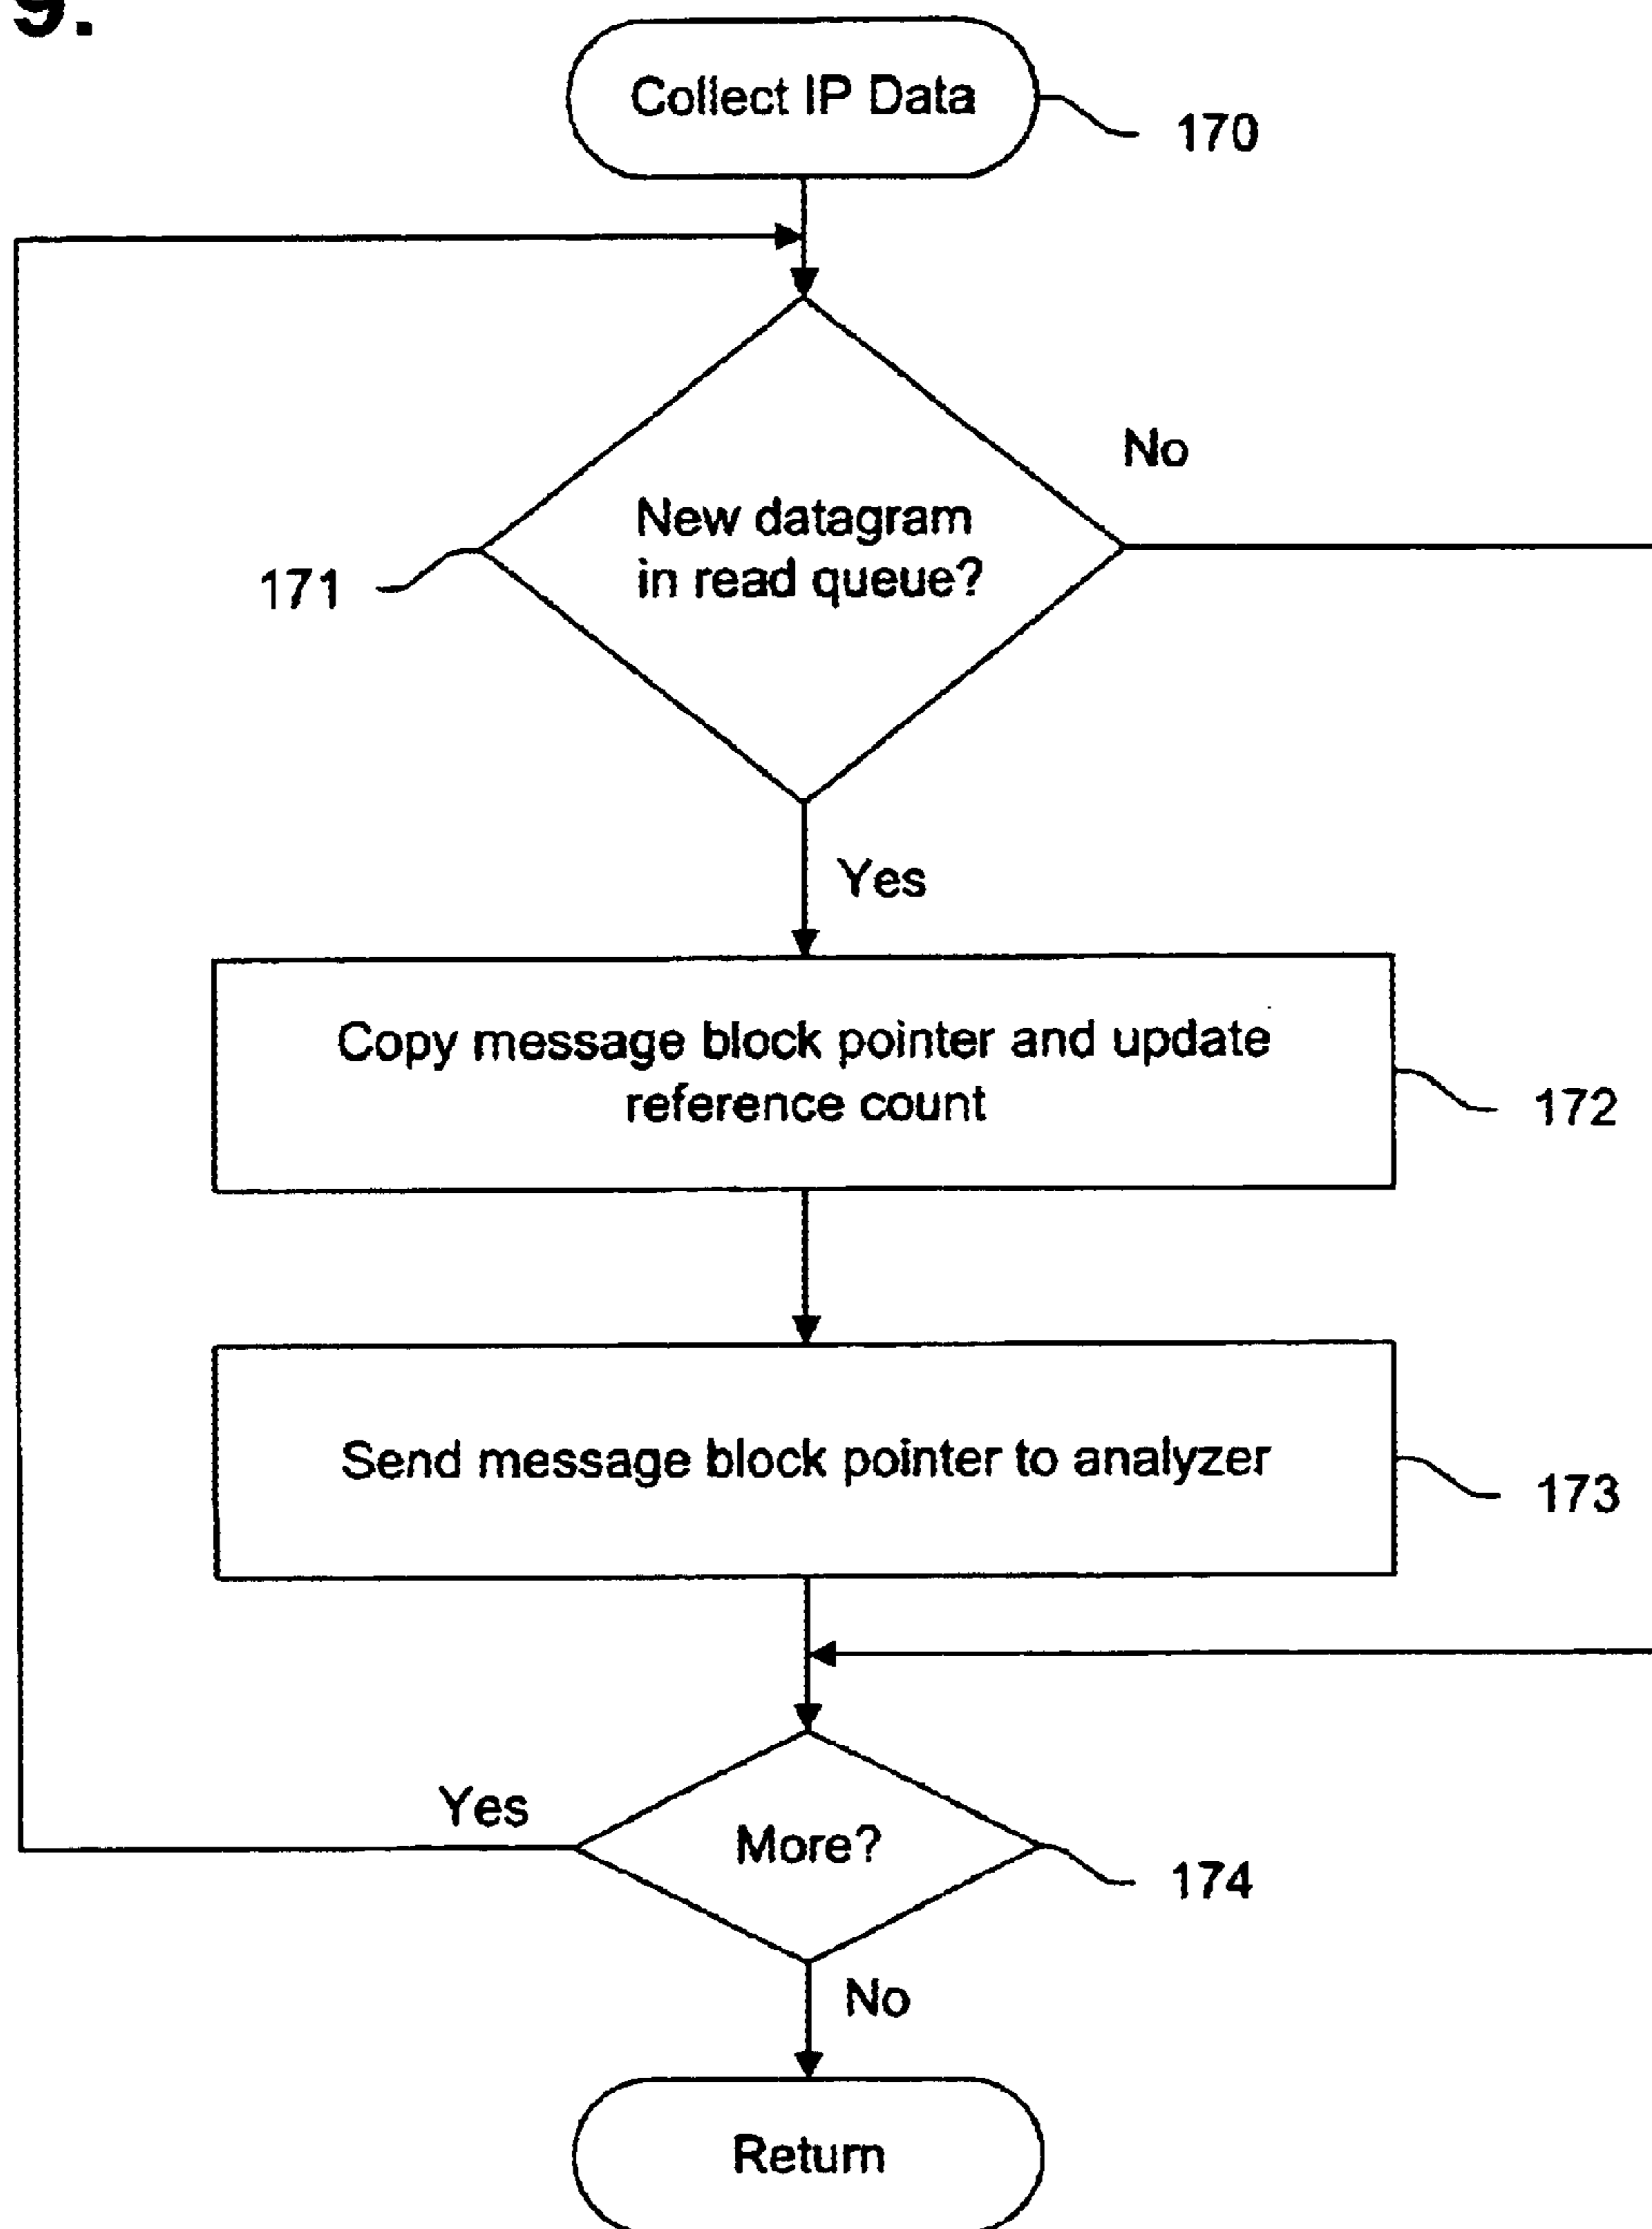 9.
Collect IP Data
170
No
New datagram
in read queue?
171
Yes
Copy message block pointer and update
reference count
172
Send message block pointer to analyzer
173
Yes
More?
174
No
Return